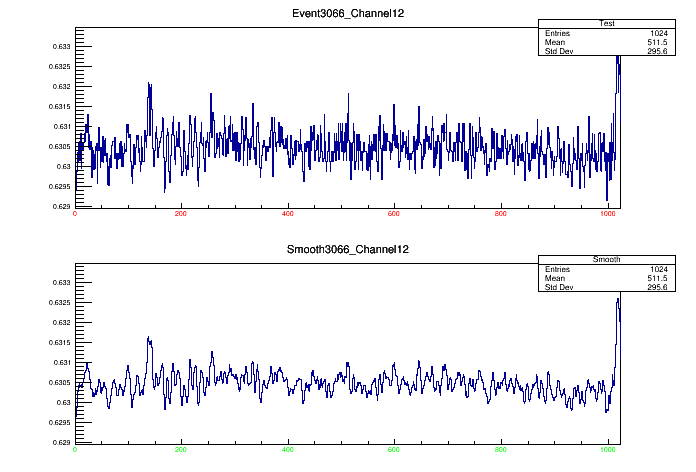 Event3066_Channel12
Test
Entries 1024
Mean 511.5
Std Dev 295.6
0.633
0.6325
0.632
0.6315
0.631
0.6305
0.63
0.6295
0.629
0 200 400 600 800 1000
Smooth3066_Channel12
Smooth
Entries 1024
Mean 511.5
Std Dev 295.6
0.633
0.6325
0.632
0.6315
0.631
0.6305
0.63
0.6295
0.629
0 200 400 600 800 1000